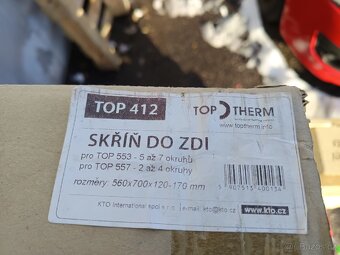 TOP 412
TOP THERM
www.toptherm.info
SKŘÍŇ DO ZDI
pro TOP 553 - 5 až 7 okruhů
pro TOP 557 - 2 až 4 okruhy
rozměry: 560x700x120-170 mm
5907513400134
KTO International spol s r.o. | e-mail: kto@kto.cz
www.kto.cz